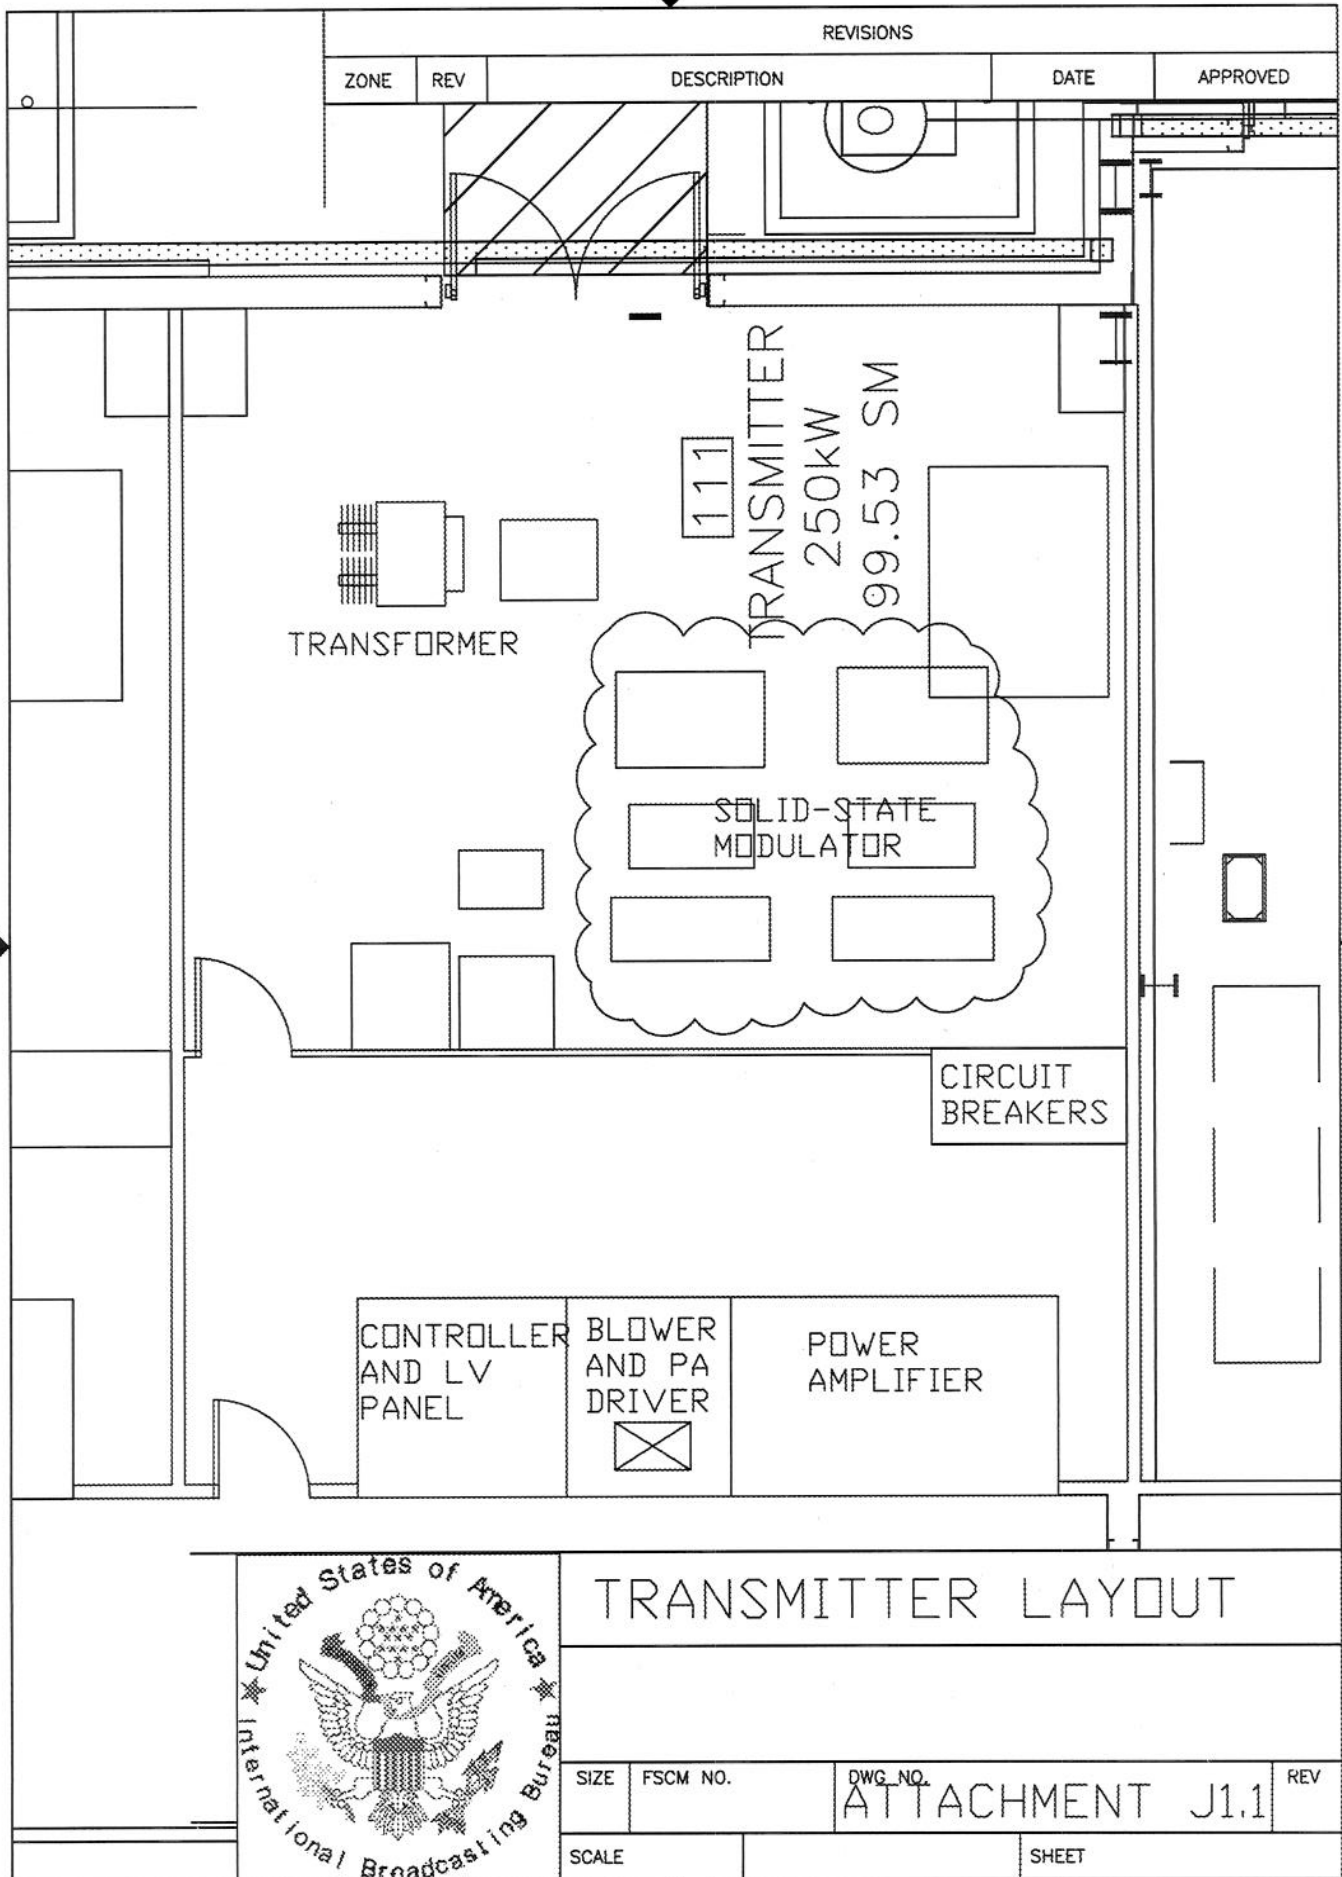 REVISIONS
ZONE REV DESCRIPTION DATE APPROVED
111
TRANSMITTER
250kW
99.53 SM
TRANSFORMER
SOLID-STATE
MODULATOR
CIRCUIT
BREAKERS
CONTROLLER
AND LV
PANEL
BLOWER
AND PA
DRIVER
POWER
AMPLIFIER
United States of America
International Broadcasting Bureau
TRANSMITTER LAYOUT
SIZE FSCM NO. DWG NO. REV
ATTACHMENT J1.1
SCALE SHEET